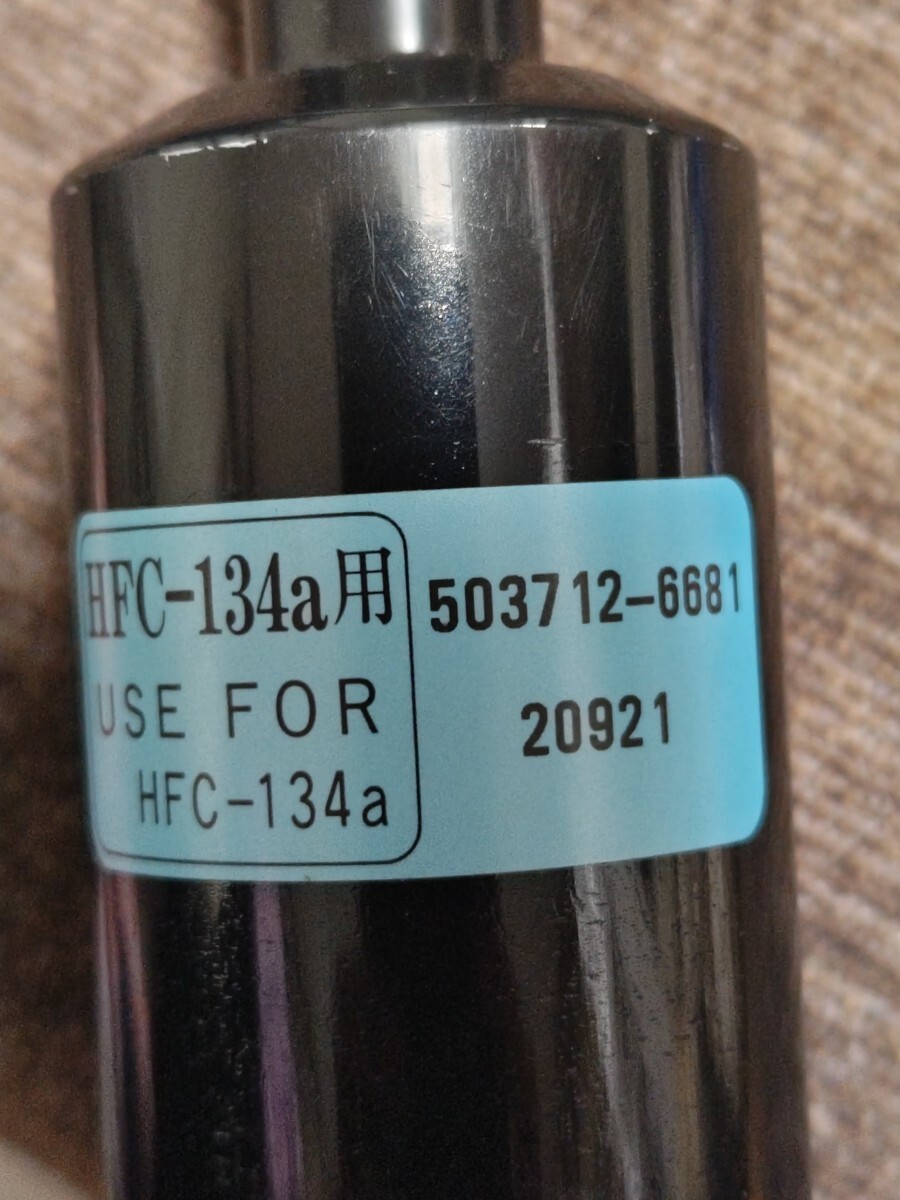 HFC-134a用
USE FOR
HFC-134a
503712-6681
20921